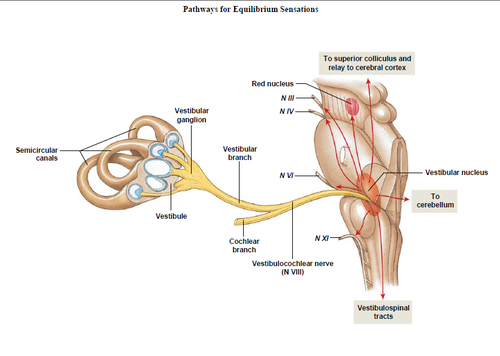 Pathways for Equilibrium Sensations
To superior colliculus and
relay to cerebral cortex
Red nucleus
N III
N IV
Vestibular
ganglion
Semicircular
canals
Vestibular
branch
Vestibular nucleus
N VI
Vestibule
To
cerebellum
Cochlear
branch
N XI
Vestibulocochlear nerve
(N VIII)
Vestibulospinal
tracts